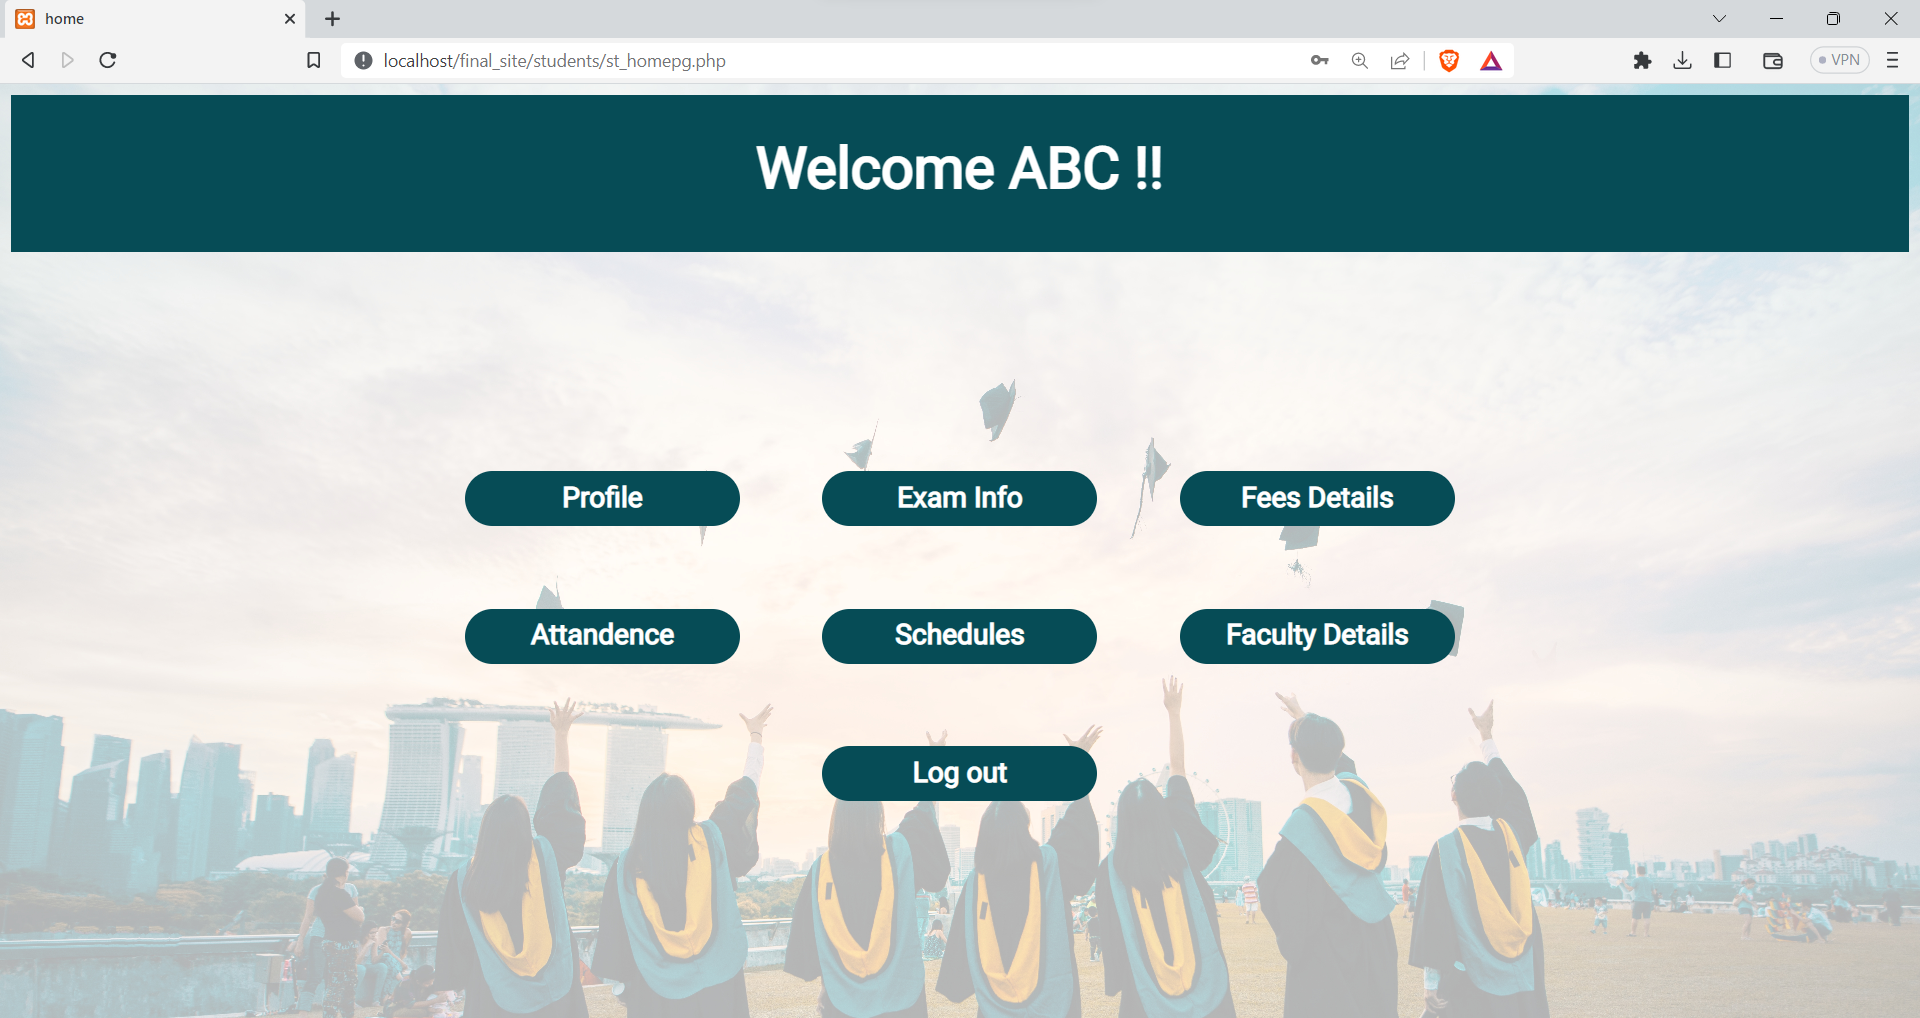 home
localhost/final_site/students/st_homepg.php
VPN
Welcome ABC !!
Profile
Exam Info
Fees Details
Attandence
Schedules
Faculty Details
Log out